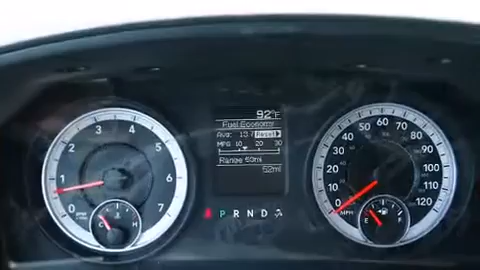 92°F
Fuel Economy
Avg: 13.7 Reset
MPG 10 20 30
Range 60mi
52mi
P R N D
0 1 2 3 4 5 6 7
C H
0 10 20 30 40 50 60 70 80 90 100 110 120
MPH
E F